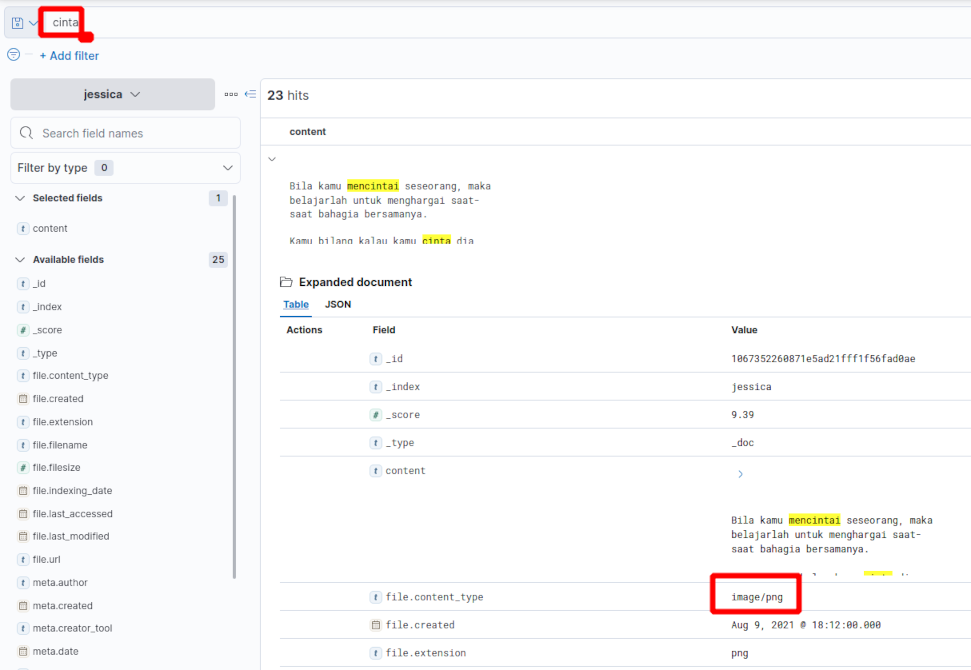 cinta
+ Add filter
jessica
23 hits
Search field names
content
Filter by type 0
Selected fields 1
Bila kamu mencintai seseorang, maka
belajarlah untuk menghargai saat-
saat bahagia bersamanya.
content
Kamu bilang kalau kamu cinta dia
Available fields 25
t _id
Expanded document
t _index
Table JSON
# _score
Actions Field Value
t _type
t _id 1067352260871e5ad21fff1f56fad0ae
t file.content_type
t _index jessica
file.created
# _score 9.39
t file.extension
t _type _doc
t file.filename
t content
# file.filesize
file.indexing_date
file.last_accessed
Bila kamu mencintai seseorang, maka
belajarlah untuk menghargai saat-
saat bahagia bersamanya.
file.last_modified
t file.url
t meta.author
t file.content_type image/png
meta.created
t file.created Aug 9, 2021 @ 18:12:00.000
t meta.creator_tool
t file.extension png
meta.date